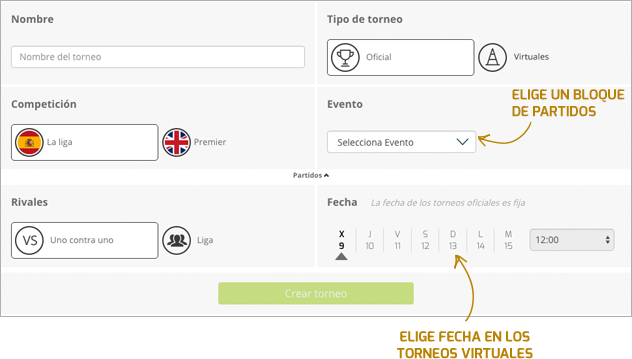 Nombre
Nombre del torneo
Tipo de torneo
Oficial
Virtuales
Competición
La liga
Premier
Evento
Selecciona Evento
ELIGE UN BLOQUE
DE PARTIDOS
Partidos
Rivales
VS Uno contra uno
Liga
Fecha La fecha de los torneos oficiales es fija
X J V S D L M
9 10 11 12 13 14 15
12:00
Crear torneo
ELIGE FECHA EN LOS
TORNEOS VIRTUALES